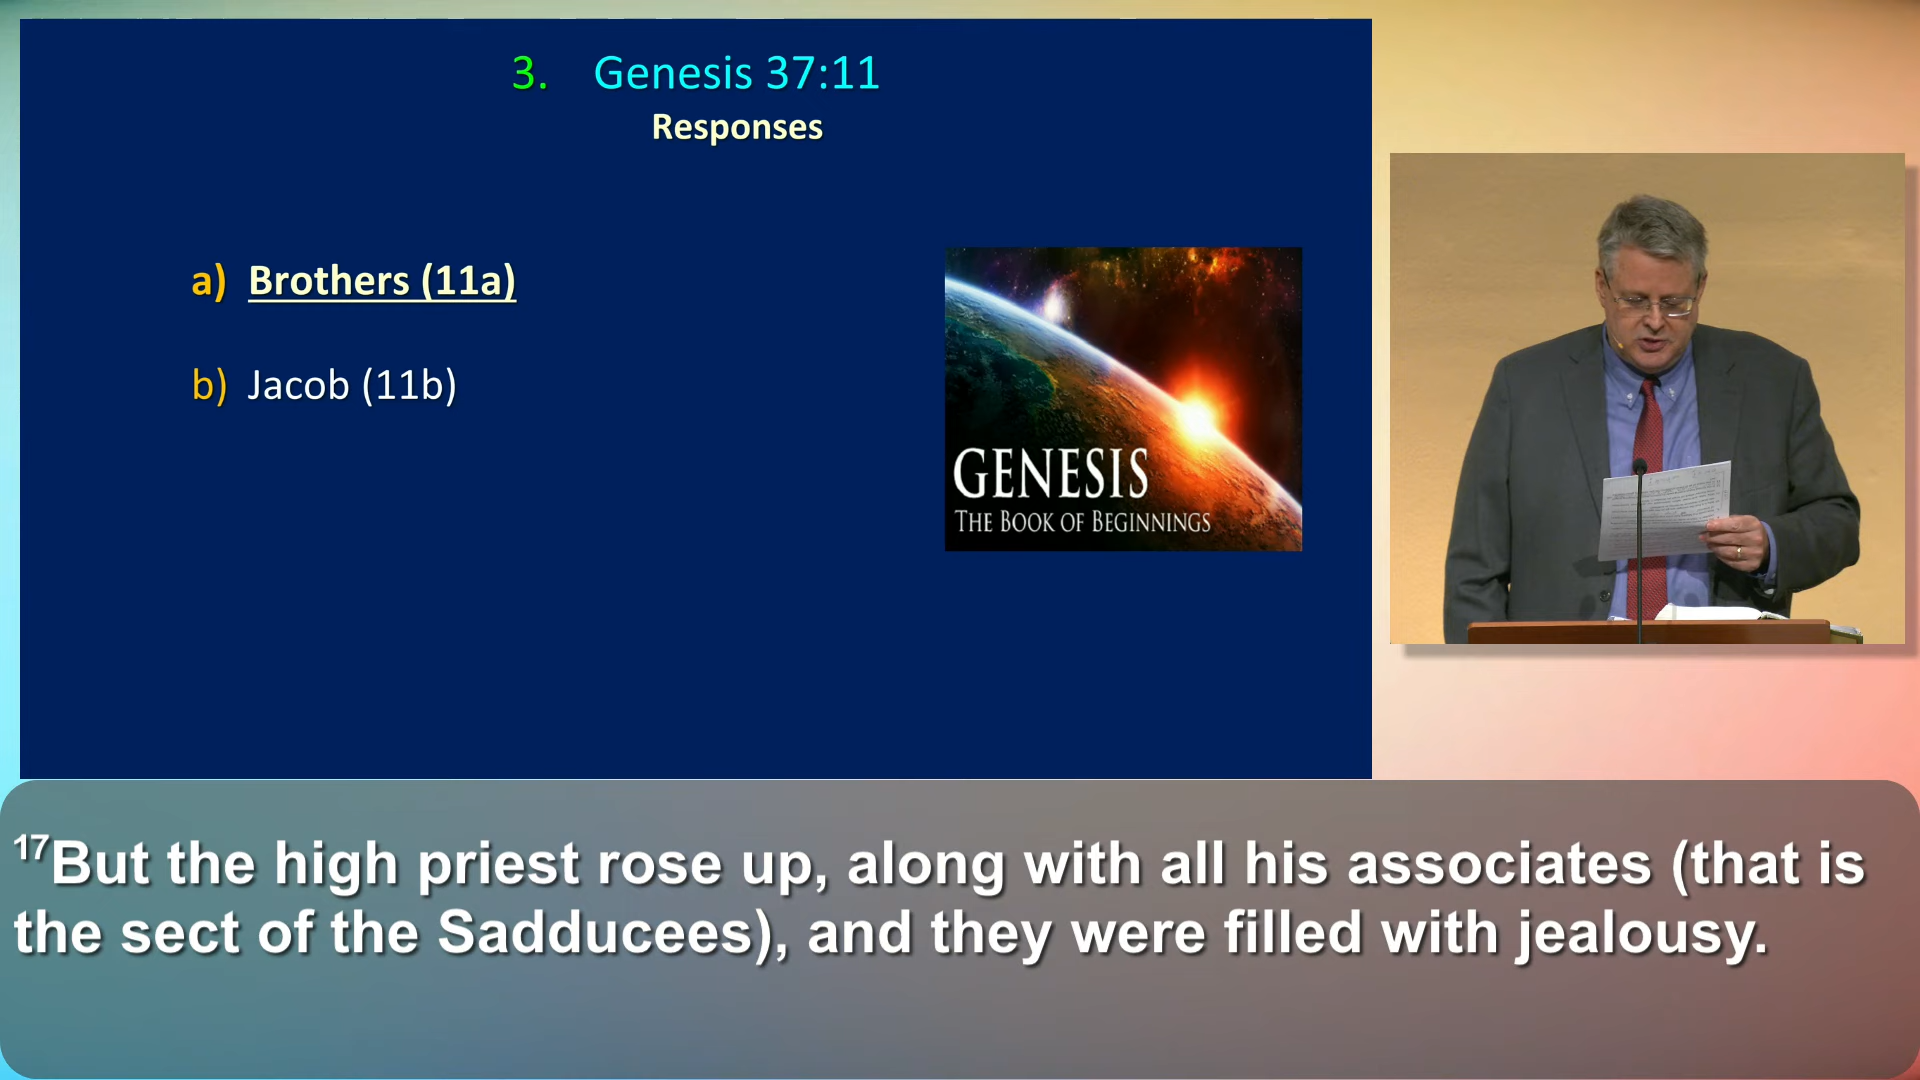 3. Genesis 37:11
Responses
a) Brothers (11a)
b) Jacob (11b)
GENESIS
THE BOOK OF BEGINNINGS
17But the high priest rose up, along with all his associates (that is
the sect of the Sadducees), and they were filled with jealousy.